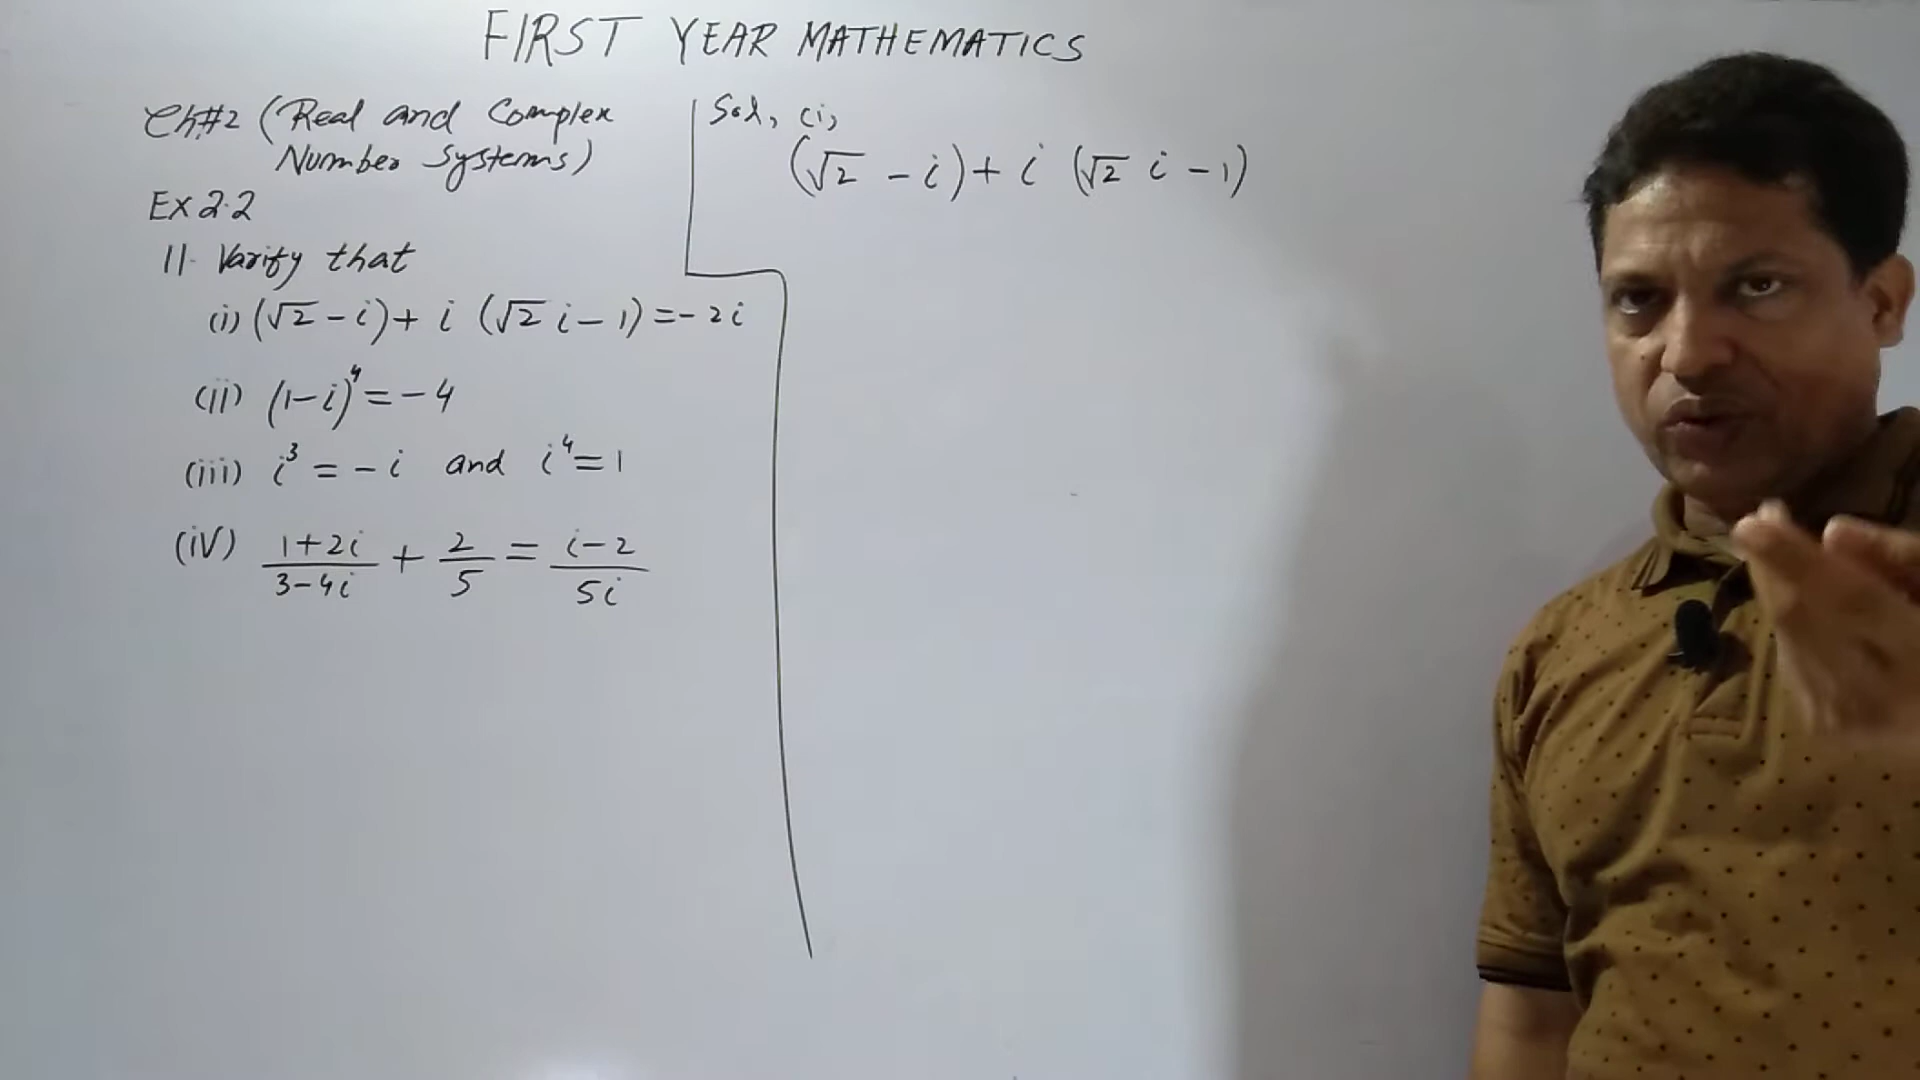 FIRST YEAR MATHEMATICS
Ch#2 (Real and Complex
Number Systems)
Ex 2.2
11. Varify that
(i) (√2 - i) + i (√2 i - 1) = - 2i
(ii) (1 - i)⁴ = - 4
(iii) i³ = - i and i⁴ = 1
(iv) (1+2i)/(3-4i) + 2/5 = (i-2)/(5i)
Sol, (i),
(√2 - i) + i (√2 i - 1)